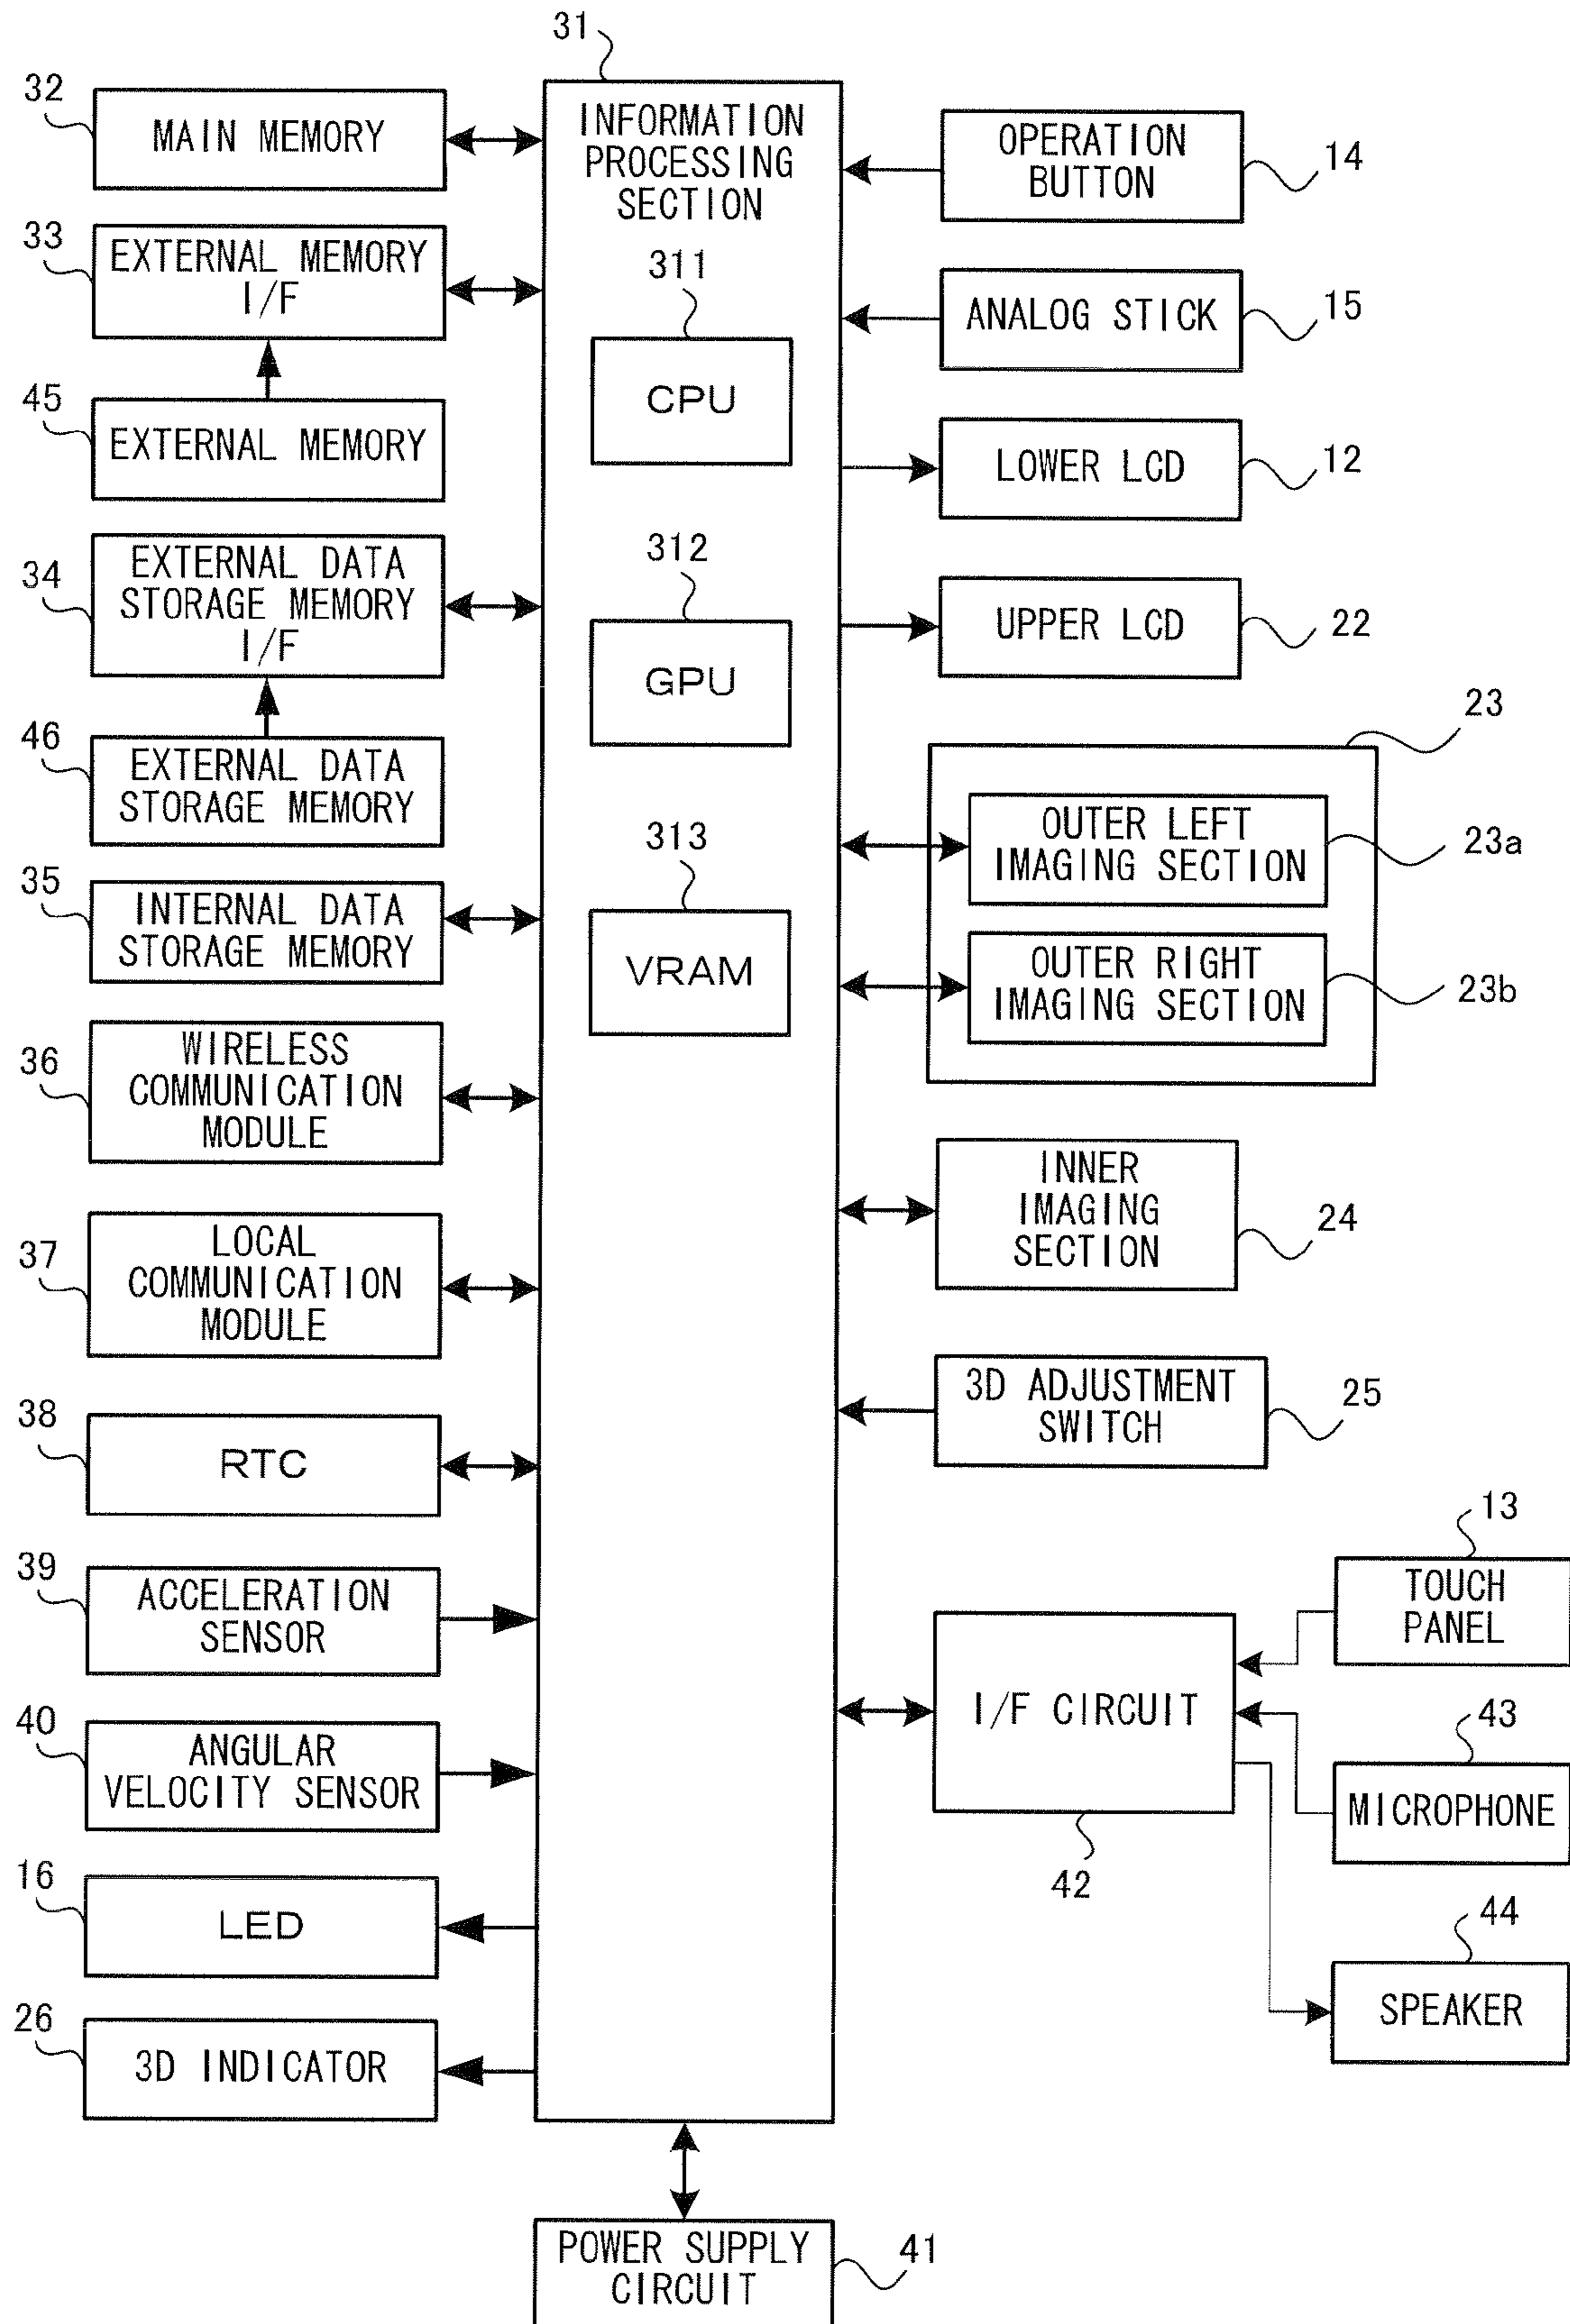 31
INFORMATION
PROCESSING
SECTION
311
CPU
312
GPU
313
VRAM
32
MAIN MEMORY
33
EXTERNAL MEMORY
I/F
45
EXTERNAL MEMORY
34
EXTERNAL DATA
STORAGE MEMORY
I/F
46
EXTERNAL DATA
STORAGE MEMORY
35
INTERNAL DATA
STORAGE MEMORY
36
WIRELESS
COMMUNICATION
MODULE
37
LOCAL
COMMUNICATION
MODULE
38
RTC
39
ACCELERATION
SENSOR
40
ANGULAR
VELOCITY SENSOR
16
LED
26
3D INDICATOR
OPERATION
BUTTON
14
ANALOG STICK
15
LOWER LCD
12
UPPER LCD
22
23
OUTER LEFT
IMAGING SECTION
23a
OUTER RIGHT
IMAGING SECTION
23b
INNER
IMAGING
SECTION
24
3D ADJUSTMENT
SWITCH
25
13
TOUCH
PANEL
I/F CIRCUIT
42
43
MICROPHONE
44
SPEAKER
POWER SUPPLY
CIRCUIT
41